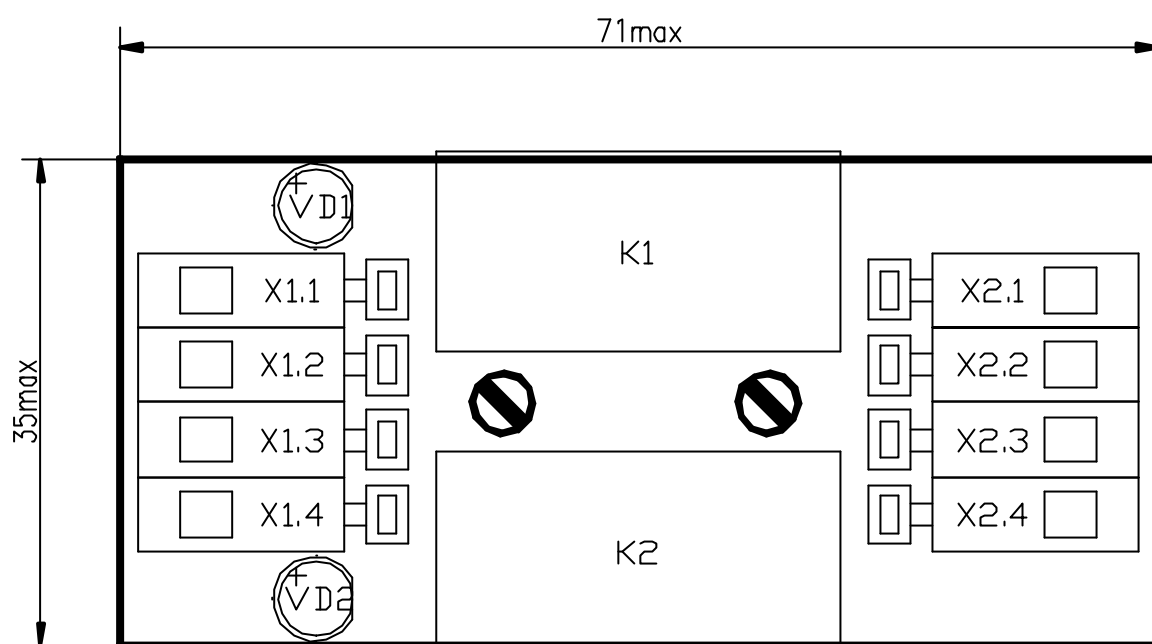 71max
+
VD1
K1
X1.1
X2.1
X1.2
X2.2
35max
X1.3
X2.3
X1.4
X2.4
K2
+
VD2